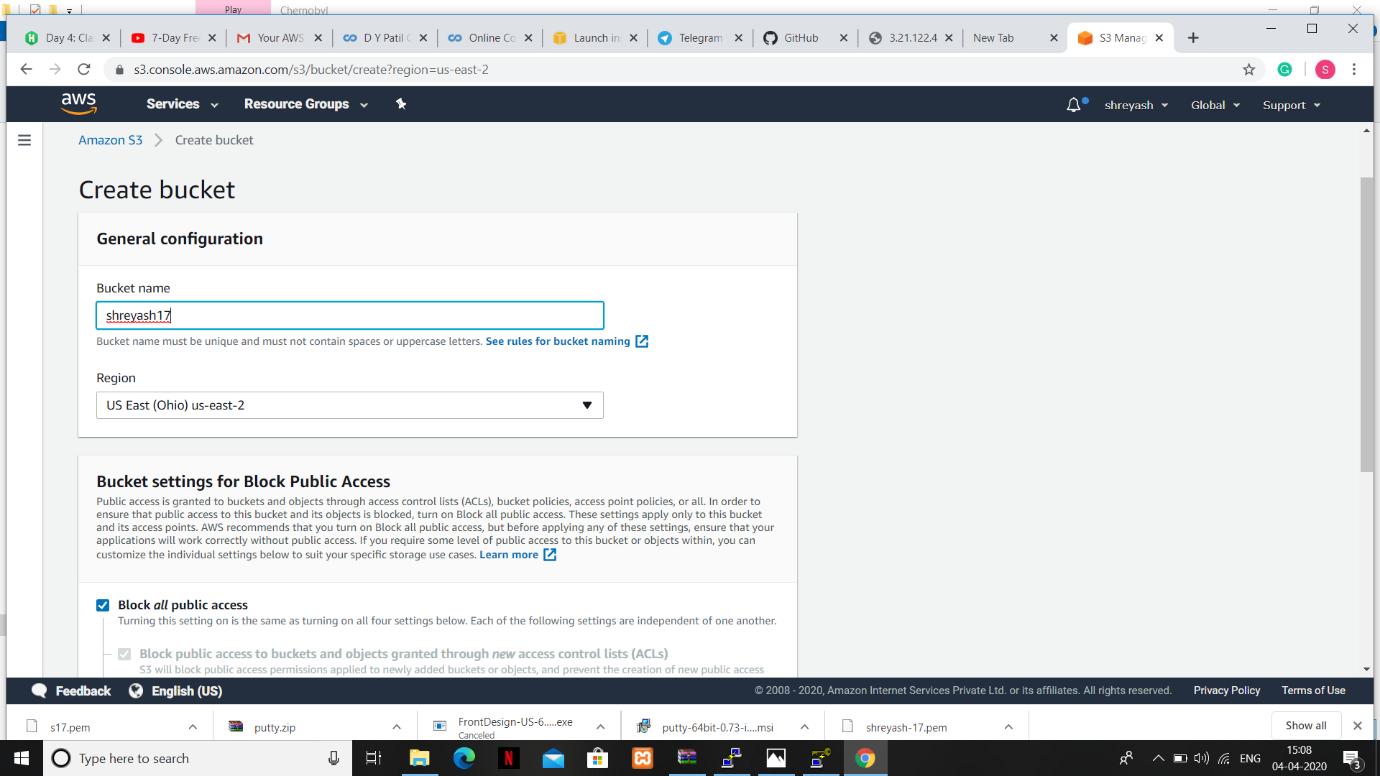 Play
Chernobyl
Day 4: Cla
7-Day Fre
Your AWS
D Y Patil C
Online Co
Launch in
Telegram
GitHub
3.21.122.4
New Tab
S3 Manag
s3.console.aws.amazon.com/s3/bucket/create?region=us-east-2
S
aws
Services
Resource Groups
shreyash
Global
Support
Amazon S3
Create bucket
Create bucket
General configuration
Bucket name
shreyash17
Bucket name must be unique and must not contain spaces or uppercase letters. See rules for bucket naming
Region
US East (Ohio) us-east-2
Bucket settings for Block Public Access
Public access is granted to buckets and objects through access control lists (ACLs), bucket policies, access point policies, or all. In order to
ensure that public access to this bucket and its objects is blocked, turn on Block all public access. These settings apply only to this bucket
and its access points. AWS recommends that you turn on Block all public access, but before applying any of these settings, ensure that your
applications will work correctly without public access. If you require some level of public access to this bucket or objects within, you can
customize the individual settings below to suit your specific storage use cases. Learn more
Block all public access
Turning this setting on is the same as turning on all four settings below. Each of the following settings are independent of one another.
Block public access to buckets and objects granted through new access control lists (ACLs)
S3 will block public access permissions applied to newly added buckets or objects, and prevent the creation of new public access
Feedback
English (US)
© 2008 - 2020, Amazon Internet Services Private Ltd. or its affiliates. All rights reserved.
Privacy Policy
Terms of Use
s17.pem
putty.zip
FrontDesign-US-6.....exe
Canceled
putty-64bit-0.73-i....msi
shreyash-17.pem
Show all
Type here to search
ENG
15:08
04-04-2020
3